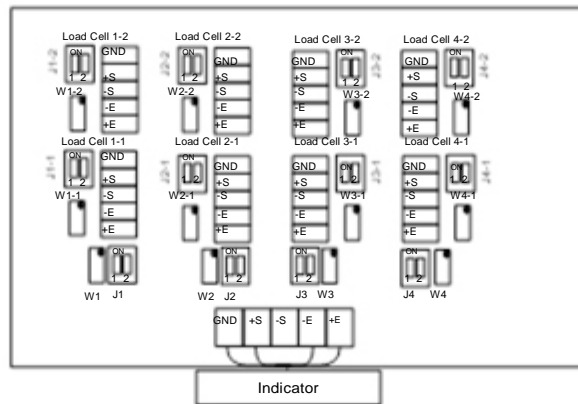 Load Cell 1-2 Load Cell 2-2 Load Cell 3-2 Load Cell 4-2
J1-2 ON 1 2 GND +S -S -E +E W1-2
J2-2 ON 1 2 GND +S -S -E +E W2-2
GND +S -S -E +E ON 1 2 J3-2 W3-2
GND +S -S -E +E ON 1 2 J4-2 W4-2
Load Cell 1-1 Load Cell 2-1 Load Cell 3-1 Load Cell 4-1
J1-1 ON 1 2 GND +S -S -E +E W1-1
J2-1 ON 1 2 GND +S -S -E +E W2-1
GND +S -S -E +E ON 1 2 J3-1 W3-1
GND +S -S -E +E ON 1 2 J4-1 W4-1
ON 1 2 ON 1 2 ON 1 2 ON 1 2
W1 J1 W2 J2 J3 W3 J4 W4
GND +S -S -E +E
Indicator